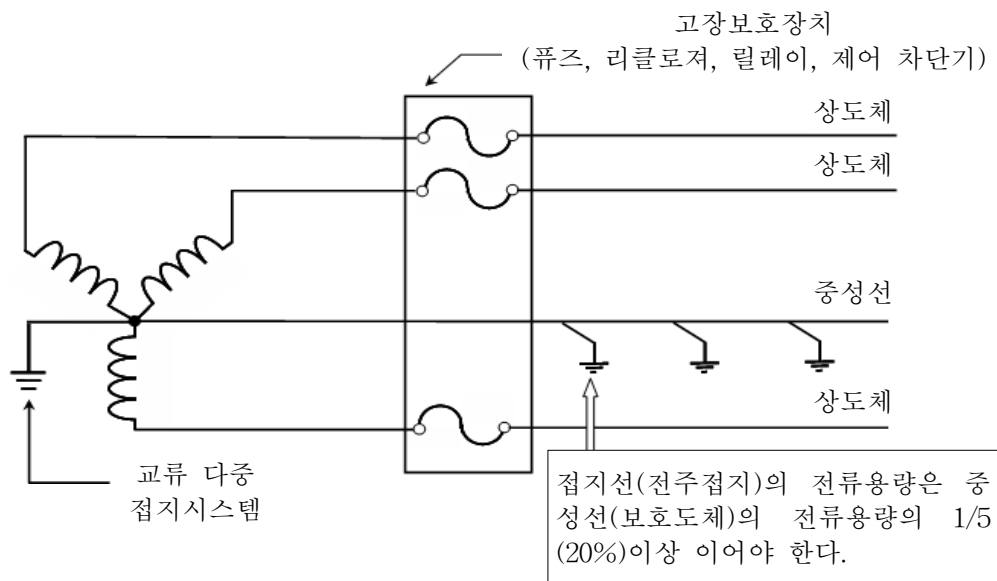 고장보호장치
(퓨즈, 리클로져, 릴레이, 제어 차단기)
상도체
상도체
중성선
상도체
교류 다중
접지시스템
접지선(전주접지)의 전류용량은 중
성선(보호도체)의 전류용량의 1/5
(20%)이상 이어야 한다.